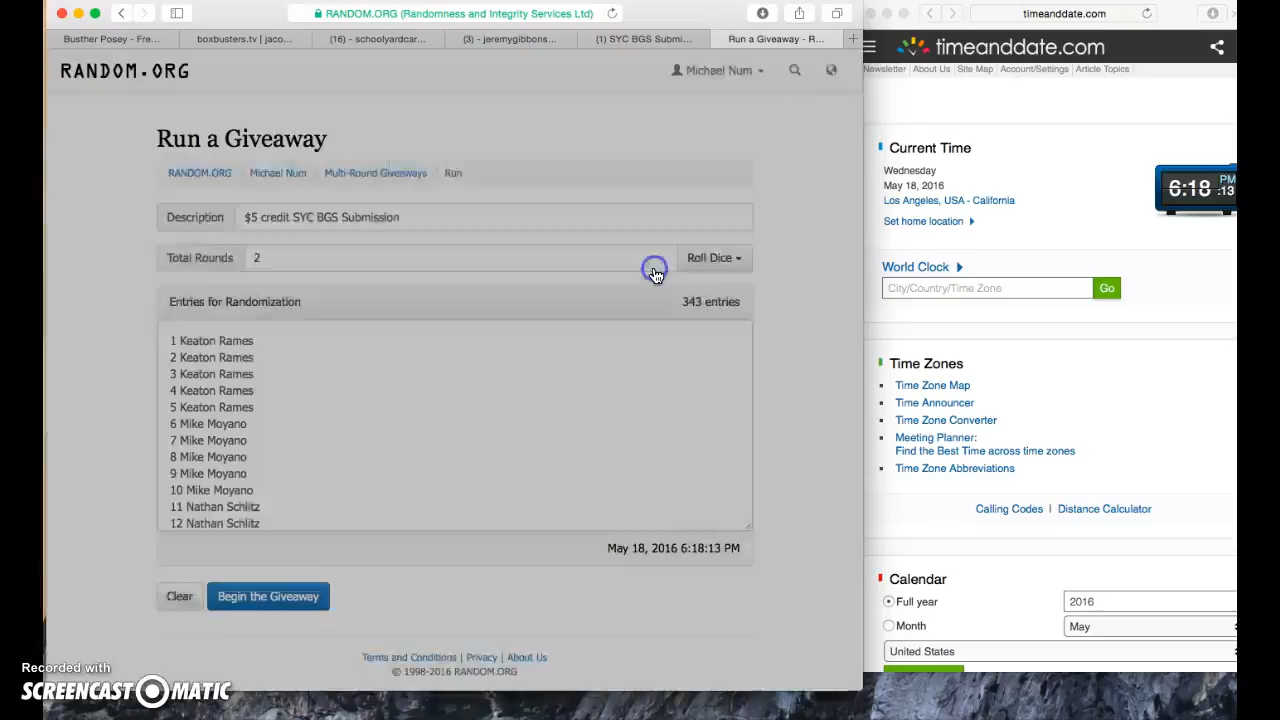 RANDOM.ORG (Randomness and Integrity Services Ltd)
timeanddate.com
Busther Posey - Fre...
boxbusters.tv | jaco...
(16) - schoolyardcar...
(3) - jeremygibbons...
(1) SYC BGS Submi...
Run a Giveaway - R...
RANDOM.ORG
Michael Num
timeanddate.com
Newsletter
About Us
Site Map
Account/Settings
Article Topics
Run a Giveaway
RANDOM.ORG
Michael Num
Multi-Round Giveaways
Run
Description
$5 credit SYC BGS Submission
Total Rounds
2
Roll Dice
Entries for Randomization
343 entries
1 Keaton Rames
2 Keaton Rames
3 Keaton Rames
4 Keaton Rames
5 Keaton Rames
6 Mike Moyano
7 Mike Moyano
8 Mike Moyano
9 Mike Moyano
10 Mike Moyano
11 Nathan Schlitz
12 Nathan Schlitz
May 18, 2016 6:18:13 PM
Clear
Begin the Giveaway
Terms and Conditions | Privacy | About Us
© 1998-2016 RANDOM.ORG
Current Time
Wednesday
May 18, 2016
Los Angeles, USA - California
Set home location
6:18 PM :13
World Clock
City/Country/Time Zone
Go
Time Zones
Time Zone Map
Time Announcer
Time Zone Converter
Meeting Planner:
Find the Best Time across time zones
Time Zone Abbreviations
Calling Codes | Distance Calculator
Calendar
Full year
2016
Month
May
United States
Recorded with
SCREENCAST-O-MATIC